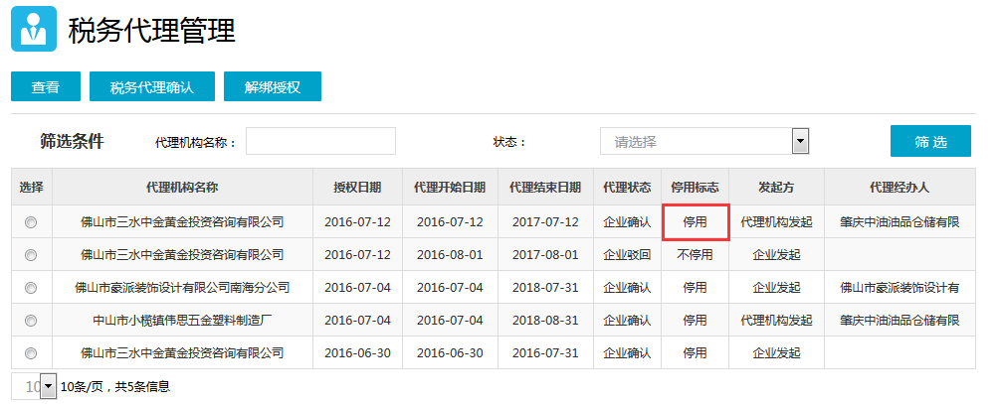 税务代理管理
查看 税务代理确认 解绑授权
筛选条件 代理机构名称： 状态： 请选择 筛 选
选择 代理机构名称 授权日期 代理开始日期 代理结束日期 代理状态 停用标志 发起方 代理经办人
佛山市三水中金黄金投资咨询有限公司 2016-07-12 2016-07-12 2017-07-12 企业确认 停用 代理机构发起 肇庆中油油品仓储有限
佛山市三水中金黄金投资咨询有限公司 2016-07-12 2016-08-01 2017-08-01 企业驳回 不停用 企业发起
佛山市豪派装饰设计有限公司南海分公司 2016-07-04 2016-07-04 2018-07-31 企业确认 停用 企业发起 佛山市豪派装饰设计有
中山市小榄镇伟思五金塑料制造厂 2016-07-04 2016-07-04 2018-08-31 企业确认 停用 代理机构发起 肇庆中油油品仓储有限
佛山市三水中金黄金投资咨询有限公司 2016-06-30 2016-06-30 2016-07-31 企业确认 停用 企业发起
10 10条/页，共5条信息